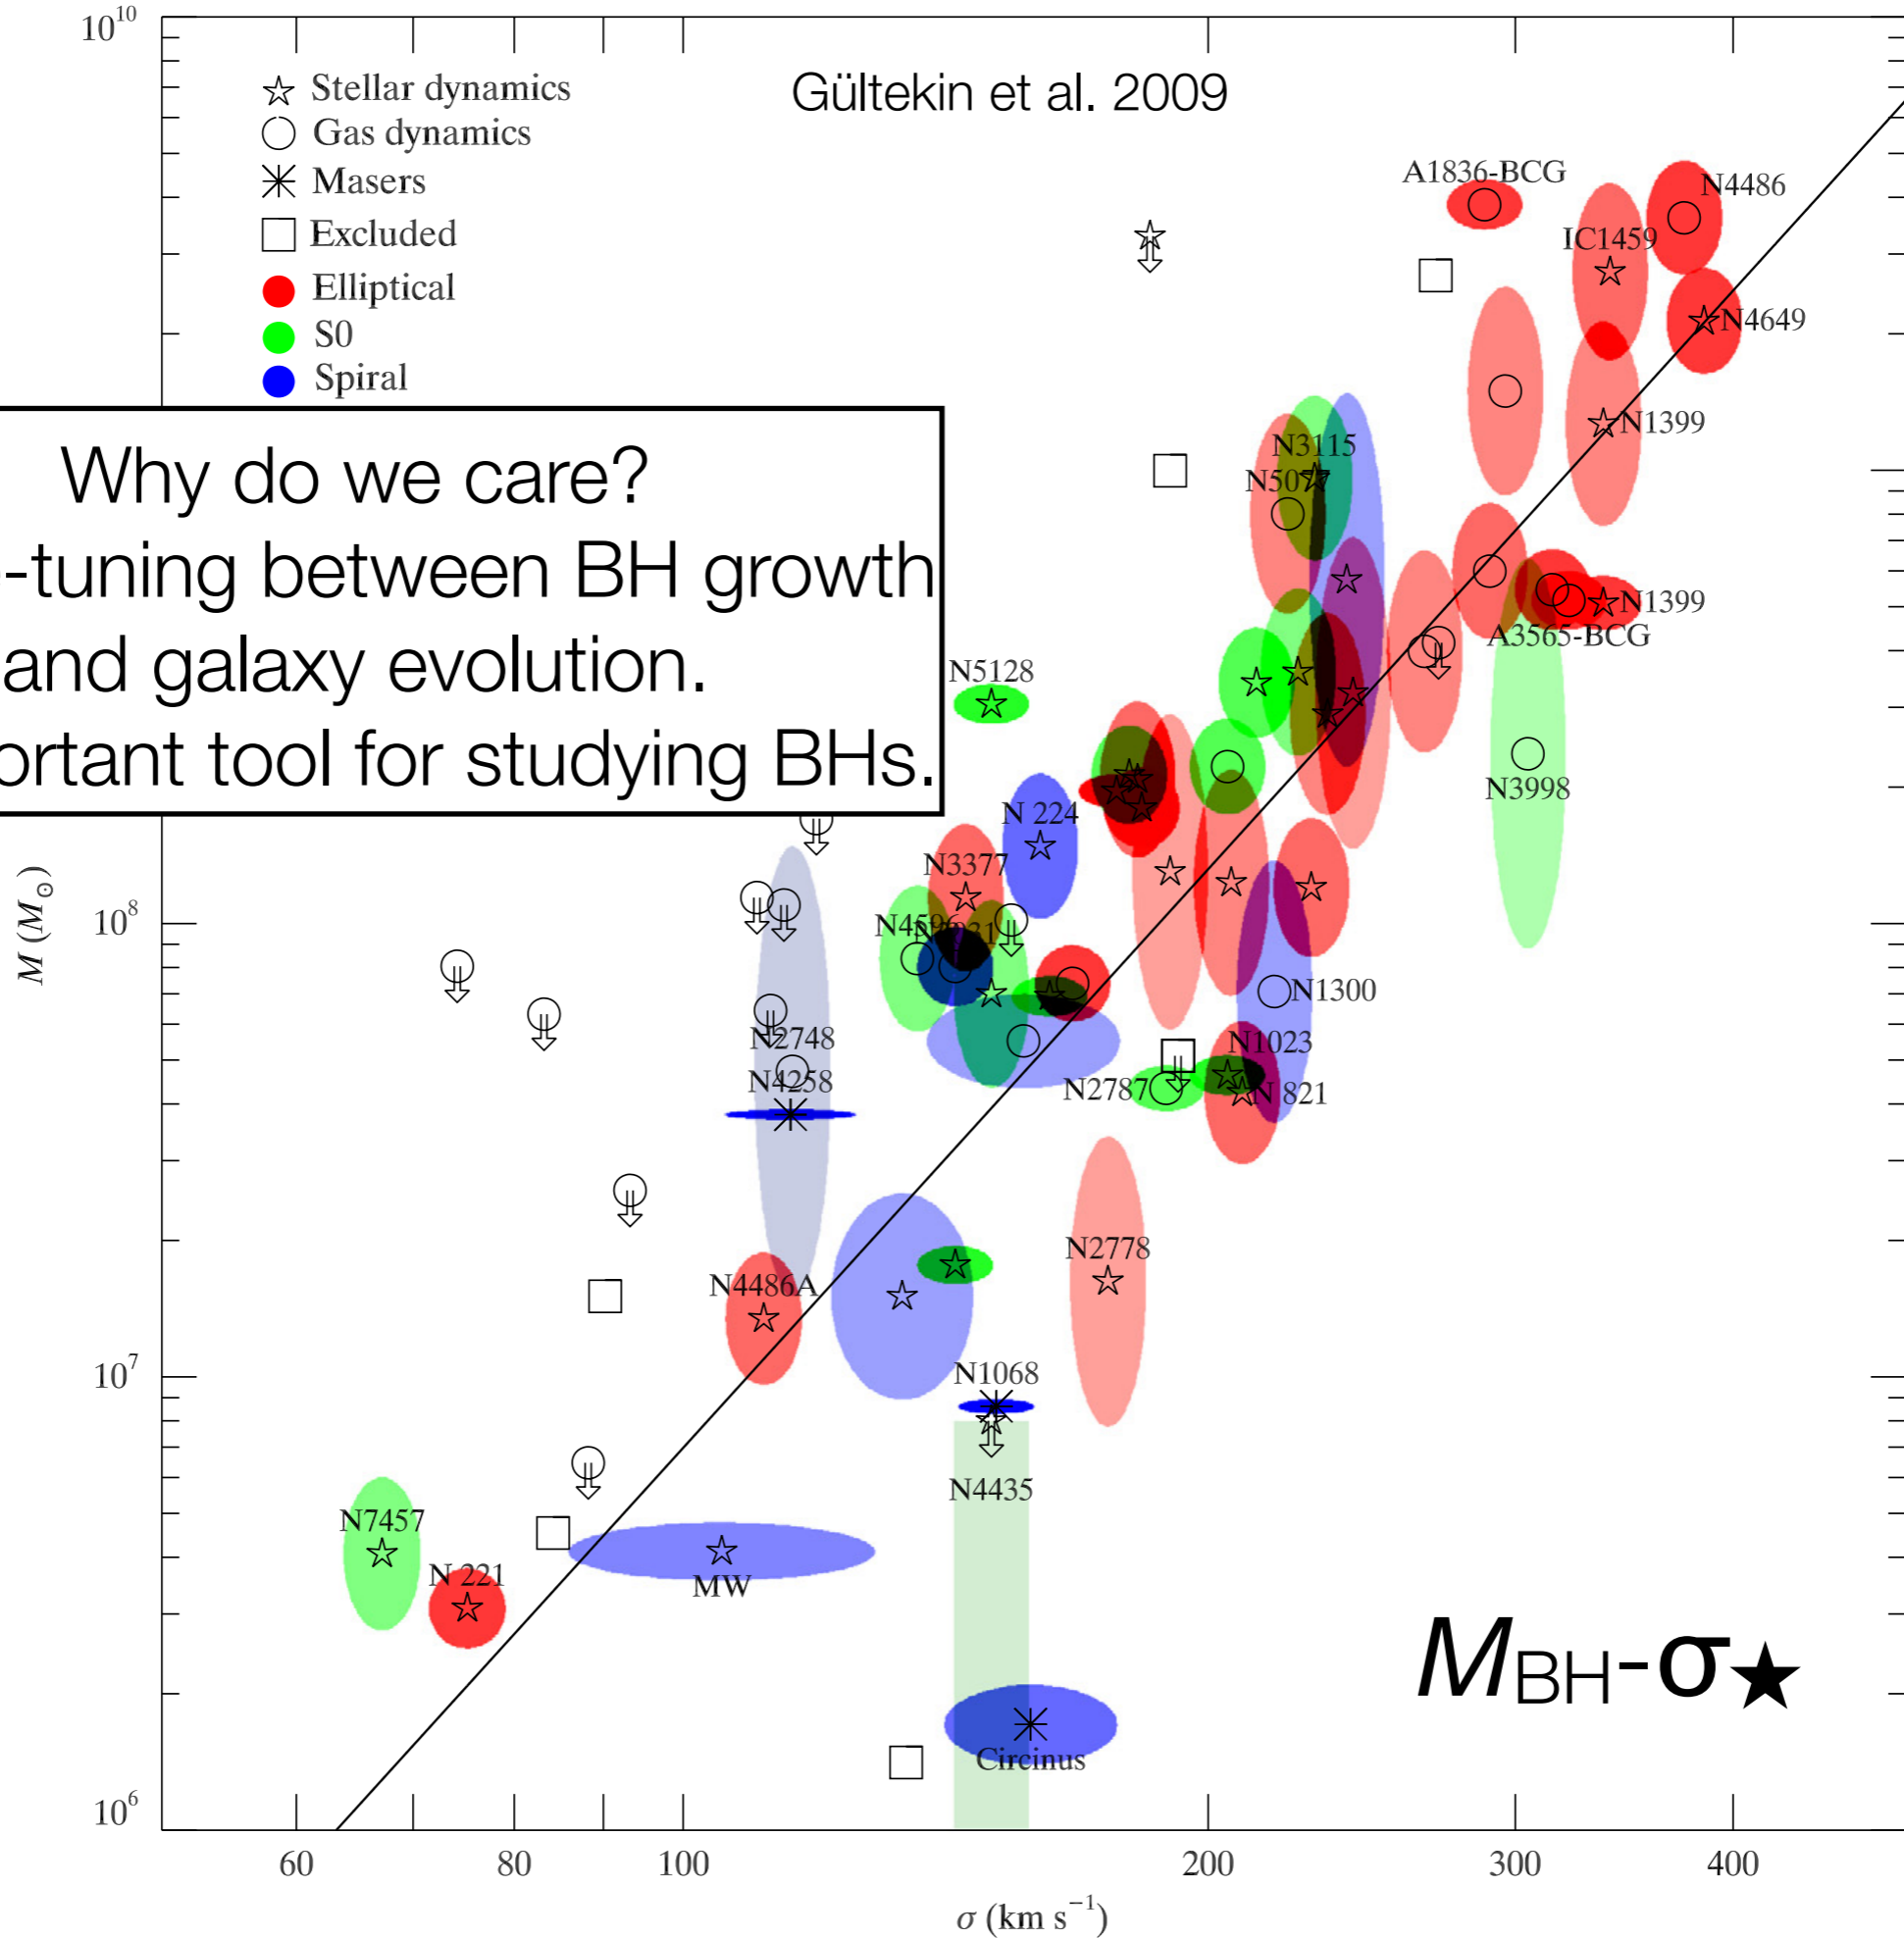 10^10
Gültekin et al. 2009
Stellar dynamics
Gas dynamics
Masers
Excluded
Elliptical
S0
Spiral
A1836-BCG
N4486
IC1459
N4649
N1399
N3115
N5077
Why do we care?
-tuning between BH growth
and galaxy evolution.
ortant tool for studying BHs.
N1399
A3565-BCG
N5128
N3998
N 224
N3377
M (M⊙)
10^8
N4596
N1300
N2748
N1023
N4258
N2787
N 821
N2778
N4486A
10^7
N1068
N4435
N7457
N 221
MW
M_BH-σ★
Circinus
10^6
60 80 100 200 300 400
σ (km s^−1)